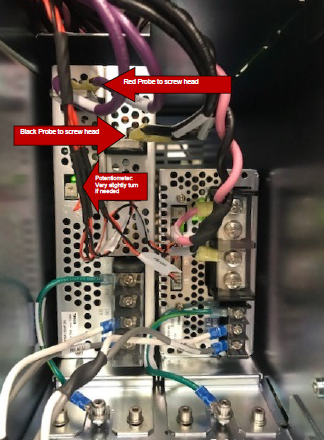 Red Probe to screw head
Black Probe to screw head
Potentiometer:
Very slightly turn
if needed